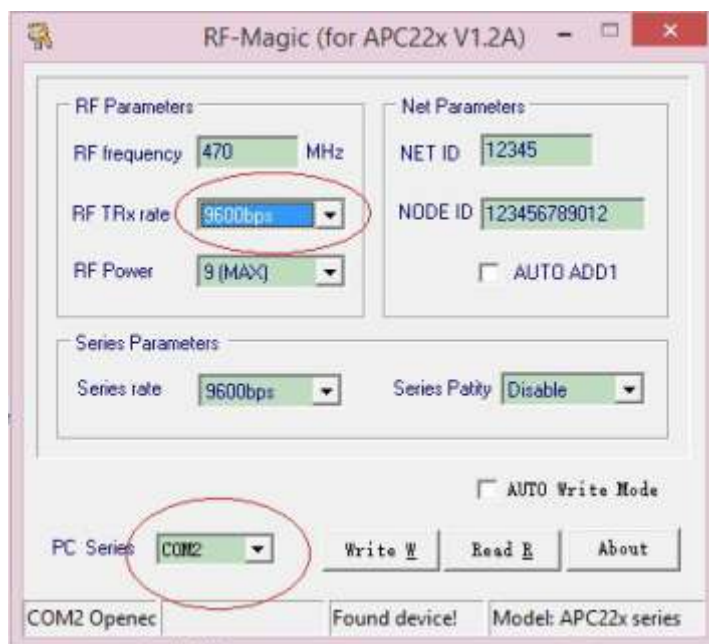 RF-Magic (for APC22x V1.2A)
RF Parameters
RF frequency 470 MHz
RF TRx rate 9600bps
RF Power 9 (MAX)
Net Parameters
NET ID 12345
NODE ID 123456789012
AUTO ADD1
Series Parameters
Series rate 9600bps
Series Patity Disable
AUTO Write Mode
PC Series COM2
Write W
Read R
About
COM2 Openec
Found device!
Model: APC22x series